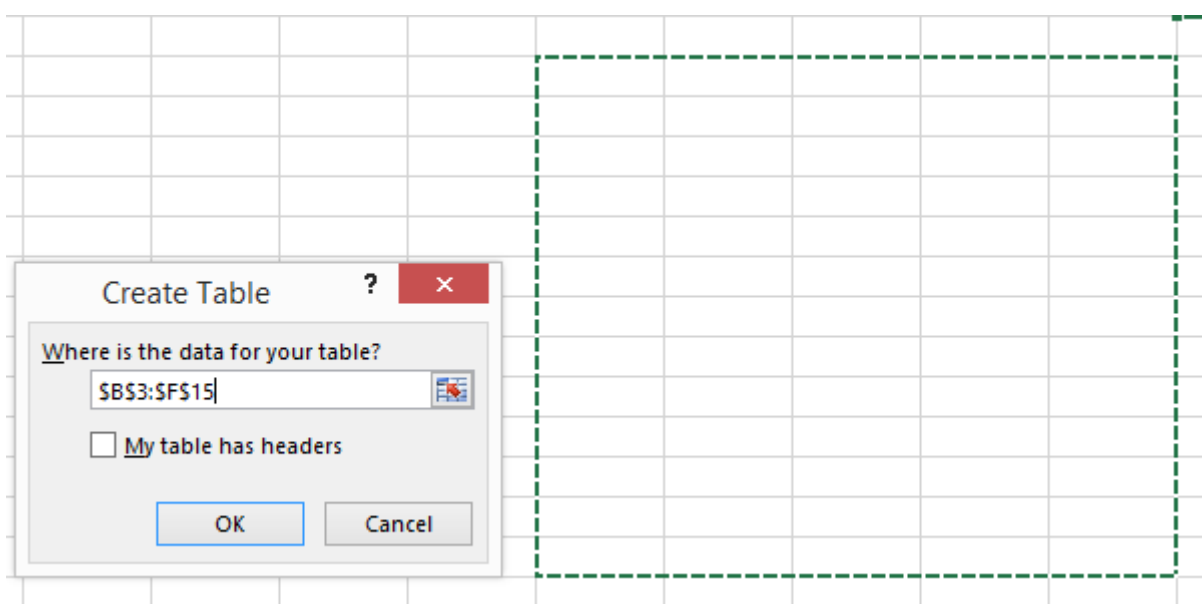 Create Table ?
Where is the data for your table?
$B$3:$F$15
My table has headers
OK Cancel